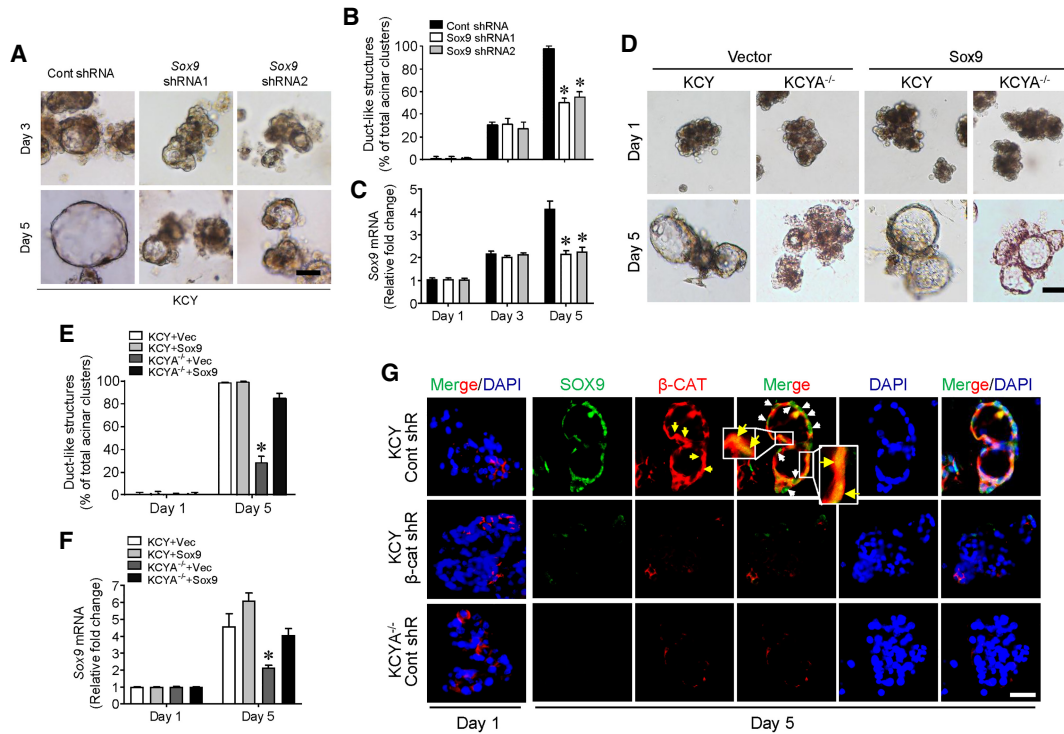 A
Cont shRNA
Sox9
shRNA1
Sox9
shRNA2
Day 3
Day 5
KCY
B
Cont shRNA
Sox9 shRNA1
Sox9 shRNA2
Duct-like structures
(% of total acinar clusters)
100
80
60
40
20
0
* *
C
Sox9 mRNA
(Relative fold change)
5
4
3
2
1
0
* *
Day 1 Day 3 Day 5
D
Vector Sox9
KCY KCYA-/- KCY KCYA-/-
Day 1
Day 5
E
KCY+Vec
KCY+Sox9
KCYA-/-+Vec
KCYA-/-+Sox9
Duct-like structures
(% of total acinar clusters)
100
80
60
40
20
0
*
Day 1 Day 5
F
KCY+Vec
KCY+Sox9
KCYA-/-+Vec
KCYA-/-+Sox9
Sox9 mRNA
(Relative fold change)
7
6
5
4
3
2
1
0
*
Day 1 Day 5
G
Merge/DAPI SOX9 β-CAT Merge DAPI Merge/DAPI
KCY
Cont shR
KCY
β-cat shR
KCYA-/-
Cont shR
Day 1 Day 5